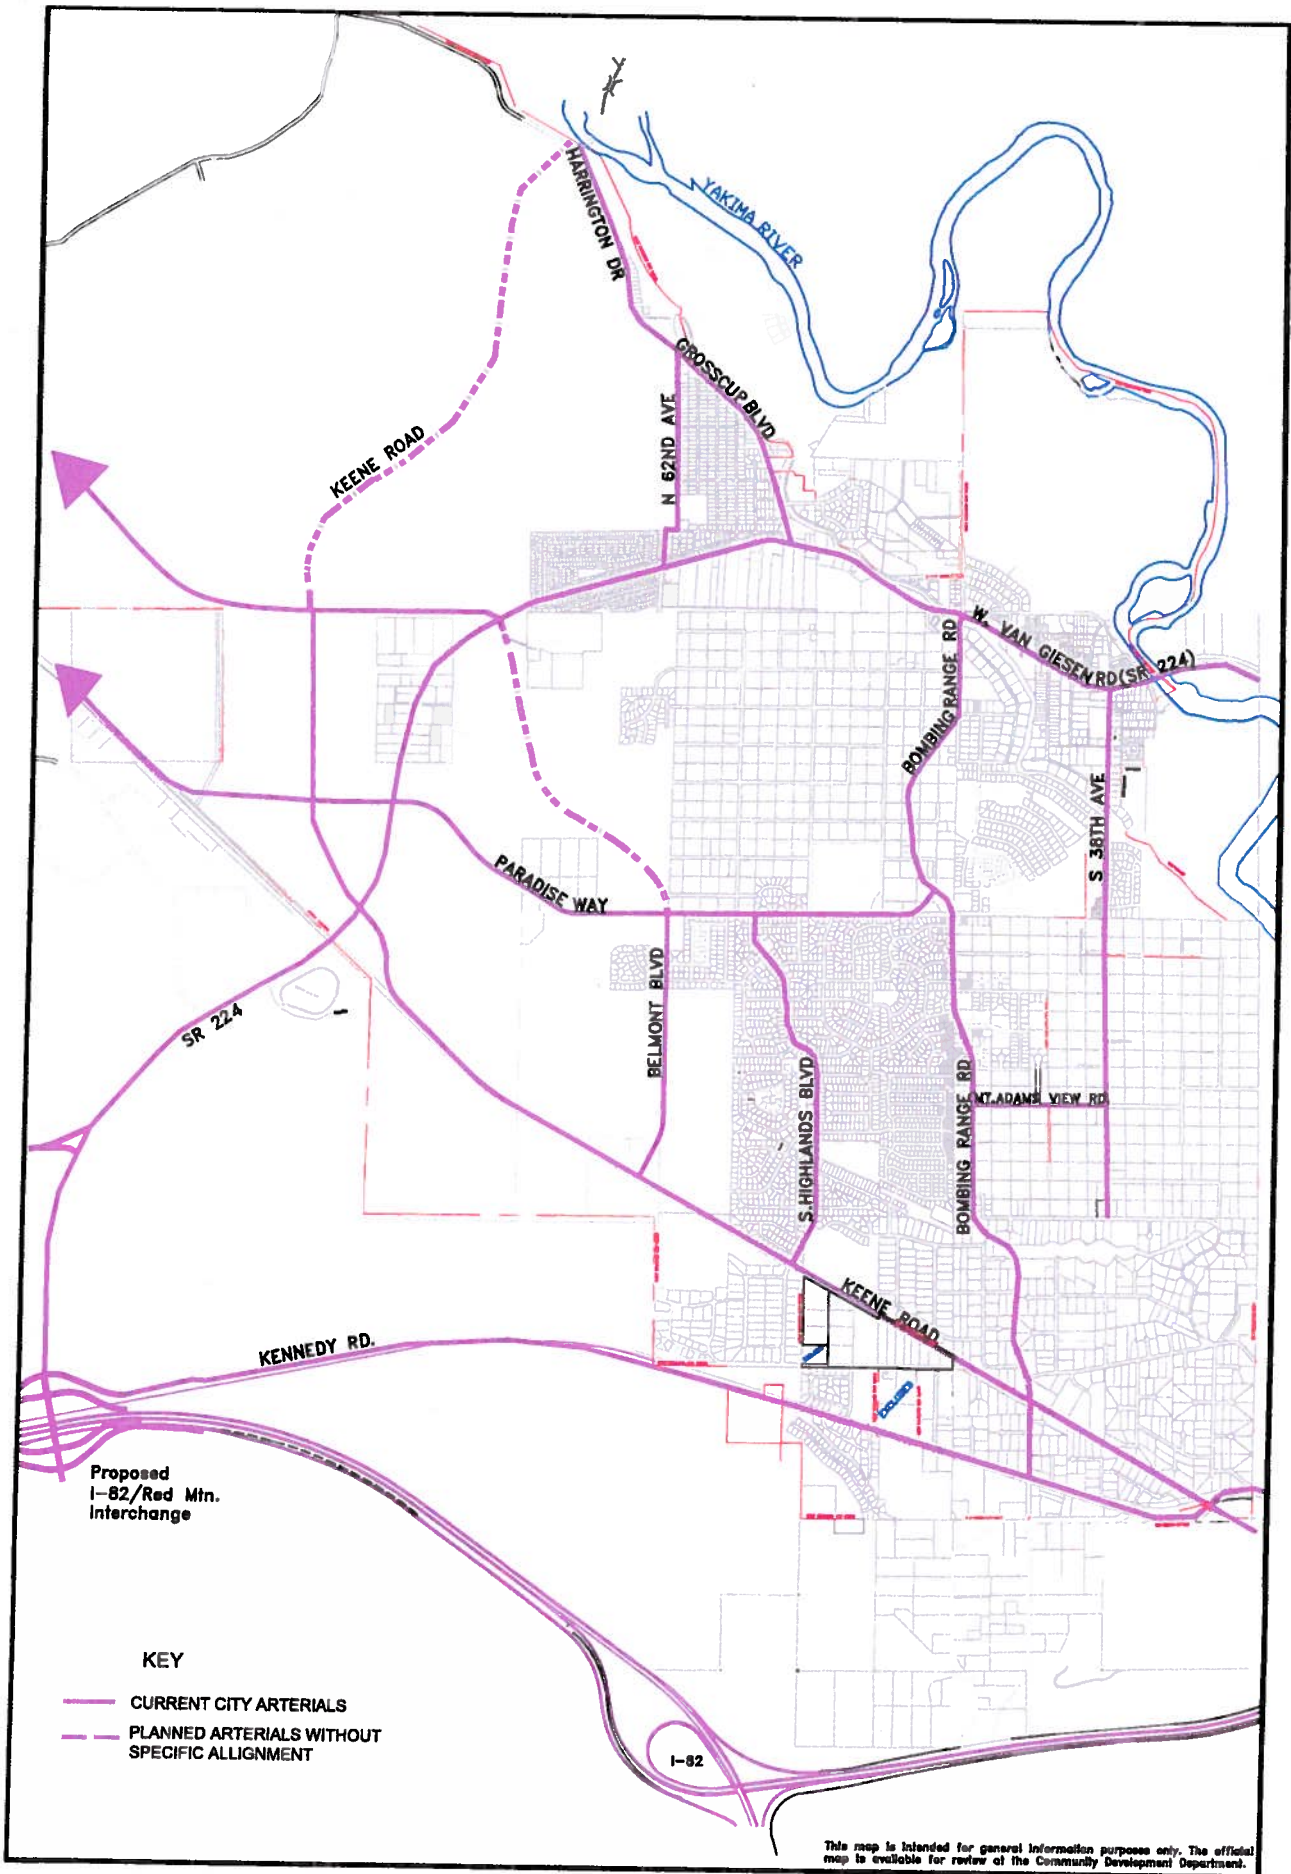 YAKIMA RIVER
HARRINGTON DR
GROSSCUP BLVD
N 62ND AVE
KEENE ROAD
W. VAN GIESEN RD (SR 224)
BOMBING RANGE RD
S 38TH AVE
PARADISE WAY
BELMONT BLVD
SR 224
S. HIGHLANDS BLVD
BOMBING RANGE RD
MT. ADAMS VIEW RD.
KEENE ROAD
KENNEDY RD.
Proposed
I-82/Red Mtn.
Interchange
KEY
CURRENT CITY ARTERIALS
PLANNED ARTERIALS WITHOUT
SPECIFIC ALLIGNMENT
I-82
This map is intended for general information purposes only. The official
map is available for review at the Community Development Department.